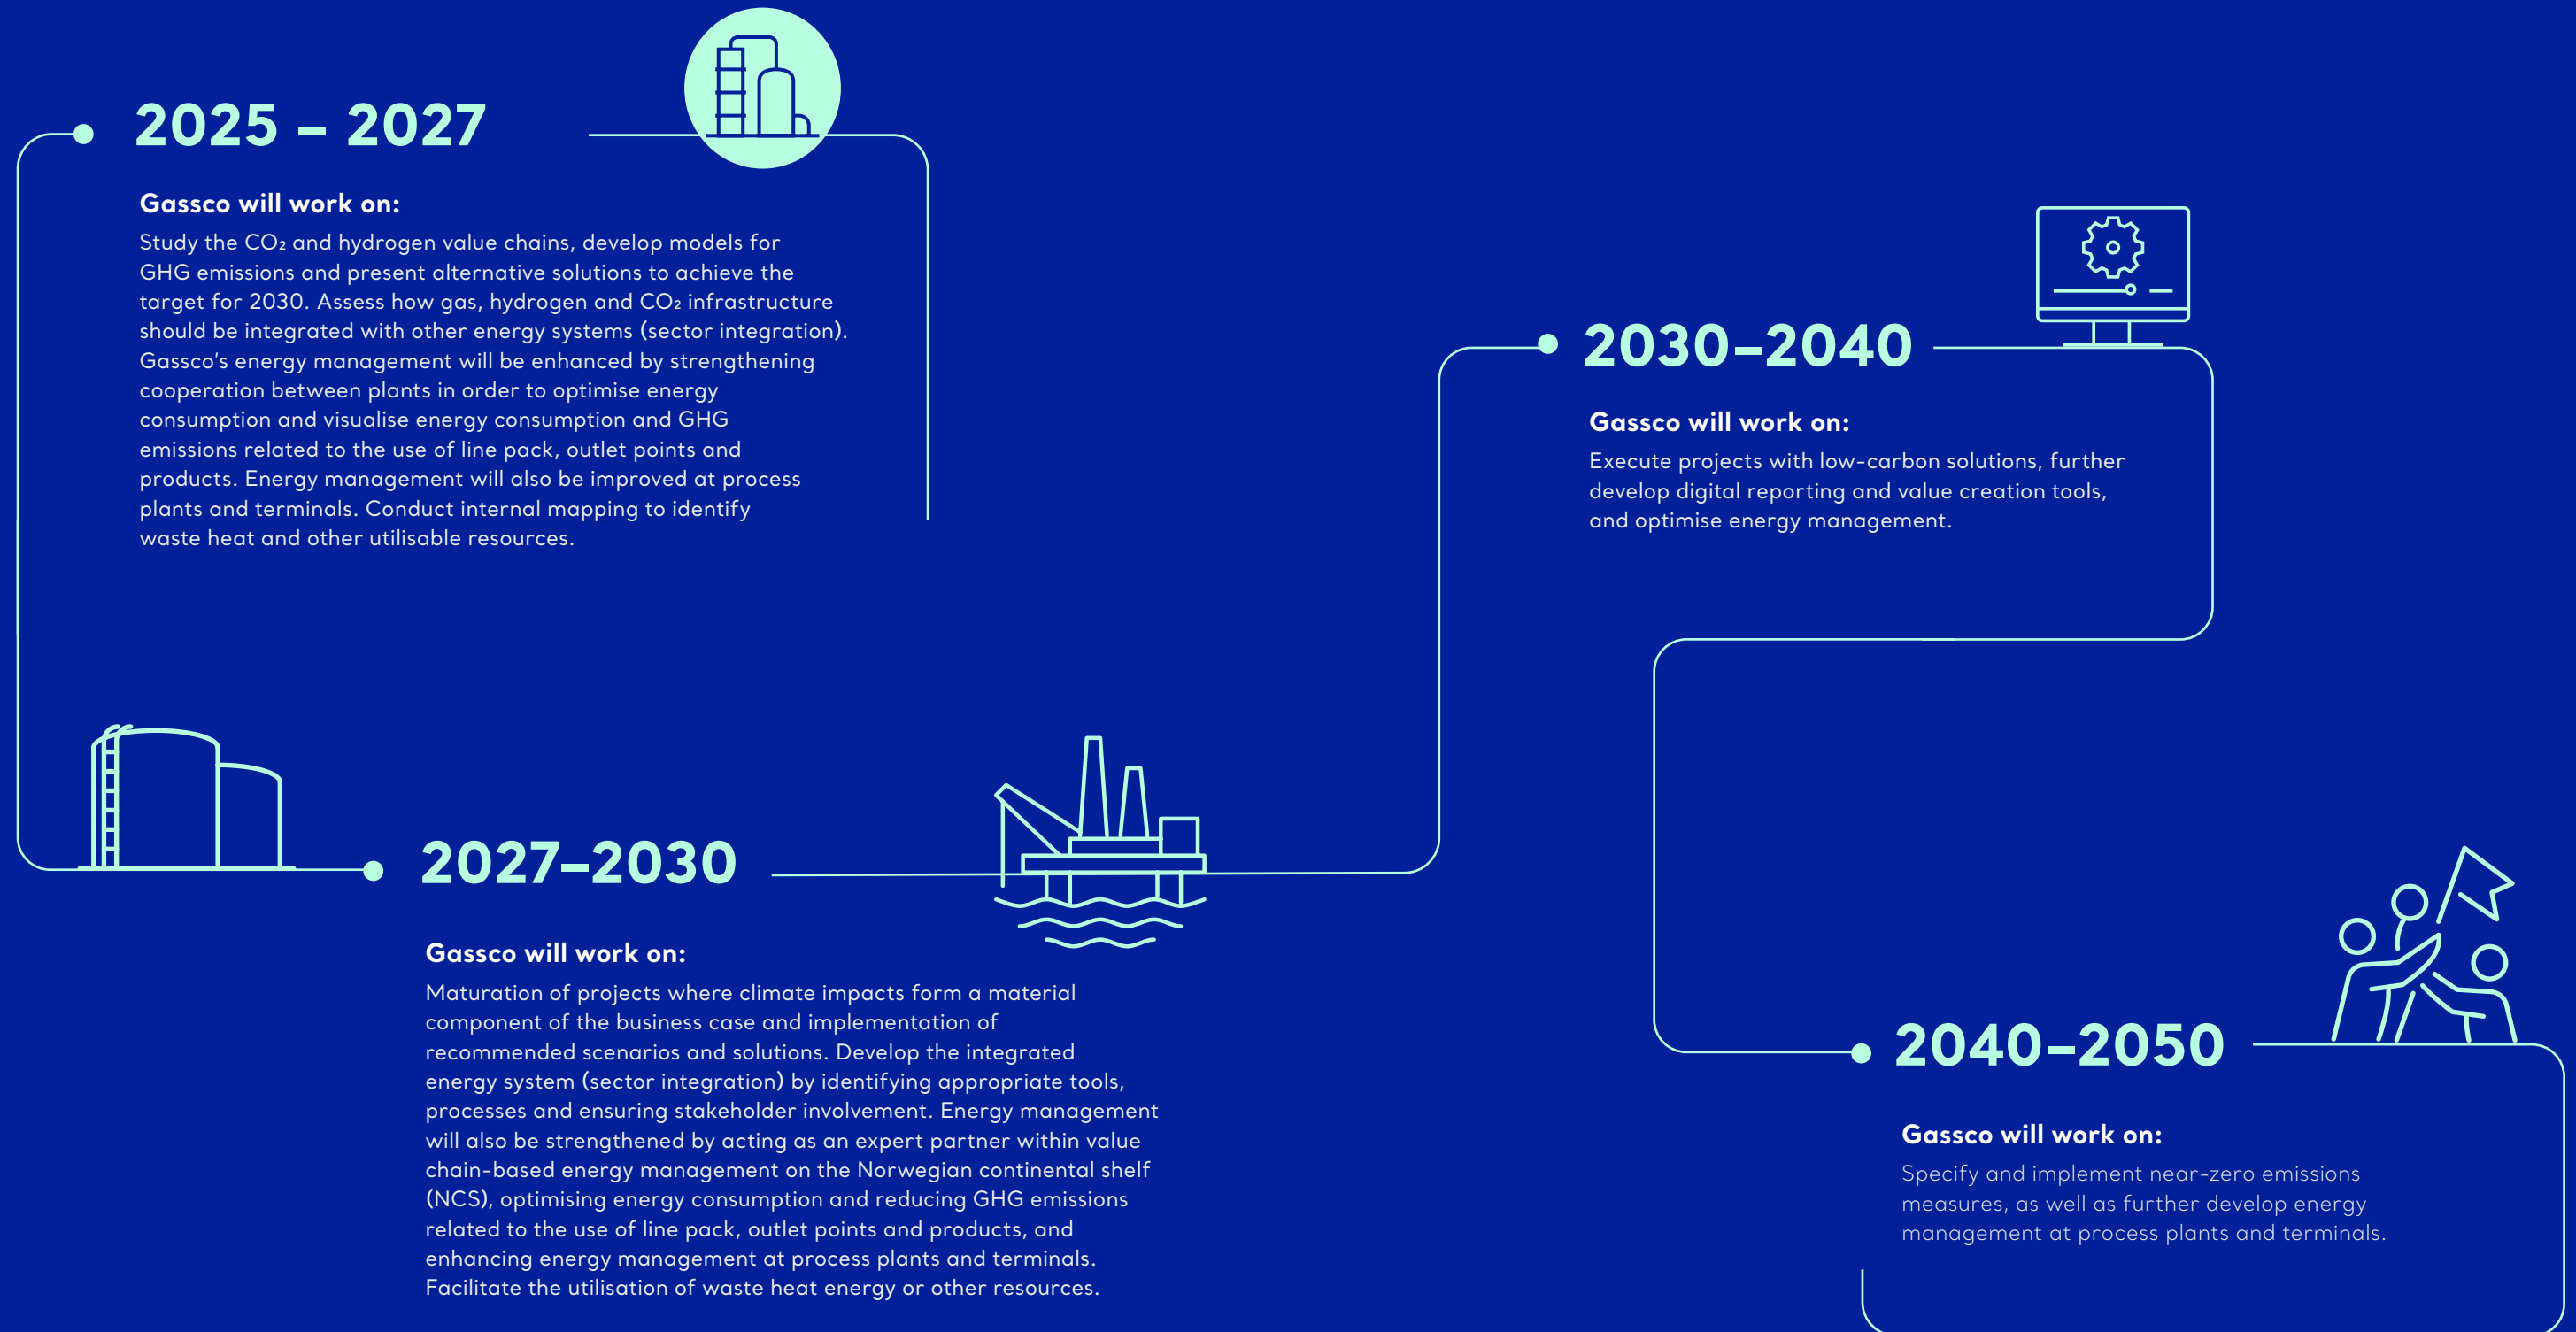 2025 – 2027
Gassco will work on:
Study the CO₂ and hydrogen value chains, develop models for
GHG emissions and present alternative solutions to achieve the
target for 2030. Assess how gas, hydrogen and CO₂ infrastructure
should be integrated with other energy systems (sector integration).
Gassco’s energy management will be enhanced by strengthening
cooperation between plants in order to optimise energy
consumption and visualise energy consumption and GHG
emissions related to the use of line pack, outlet points and
products. Energy management will also be improved at process
plants and terminals. Conduct internal mapping to identify
waste heat and other utilisable resources.
2027–2030
Gassco will work on:
Maturation of projects where climate impacts form a material
component of the business case and implementation of
recommended scenarios and solutions. Develop the integrated
energy system (sector integration) by identifying appropriate tools,
processes and ensuring stakeholder involvement. Energy management
will also be strengthened by acting as an expert partner within value
chain-based energy management on the Norwegian continental shelf
(NCS), optimising energy consumption and reducing GHG emissions
related to the use of line pack, outlet points and products, and
enhancing energy management at process plants and terminals.
Facilitate the utilisation of waste heat energy or other resources.
2030–2040
Gassco will work on:
Execute projects with low-carbon solutions, further
develop digital reporting and value creation tools,
and optimise energy management.
2040–2050
Gassco will work on:
Specify and implement near-zero emissions
measures, as well as further develop energy
management at process plants and terminals.